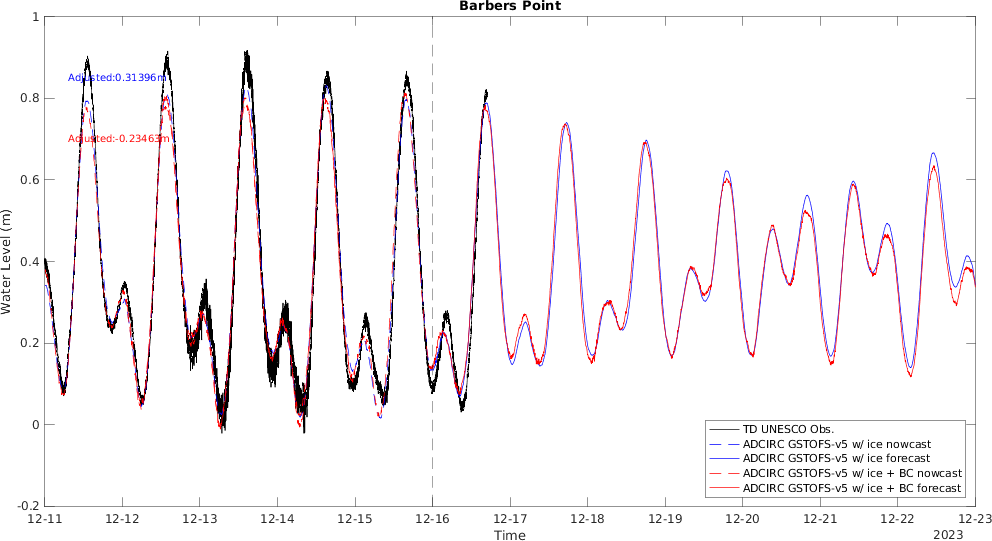 Barbers Point
1
0.8
0.6
0.4
0.2
0
-0.2
Water Level (m)
Adjusted:0.31396m
Adjusted:-0.23463m
TD UNESCO Obs.
ADCIRC GSTOFS-v5 w/ ice nowcast
ADCIRC GSTOFS-v5 w/ ice forecast
ADCIRC GSTOFS-v5 w/ ice + BC nowcast
ADCIRC GSTOFS-v5 w/ ice + BC forecast
12-11 12-12 12-13 12-14 12-15 12-16 12-17 12-18 12-19 12-20 12-21 12-22 12-23
Time
2023